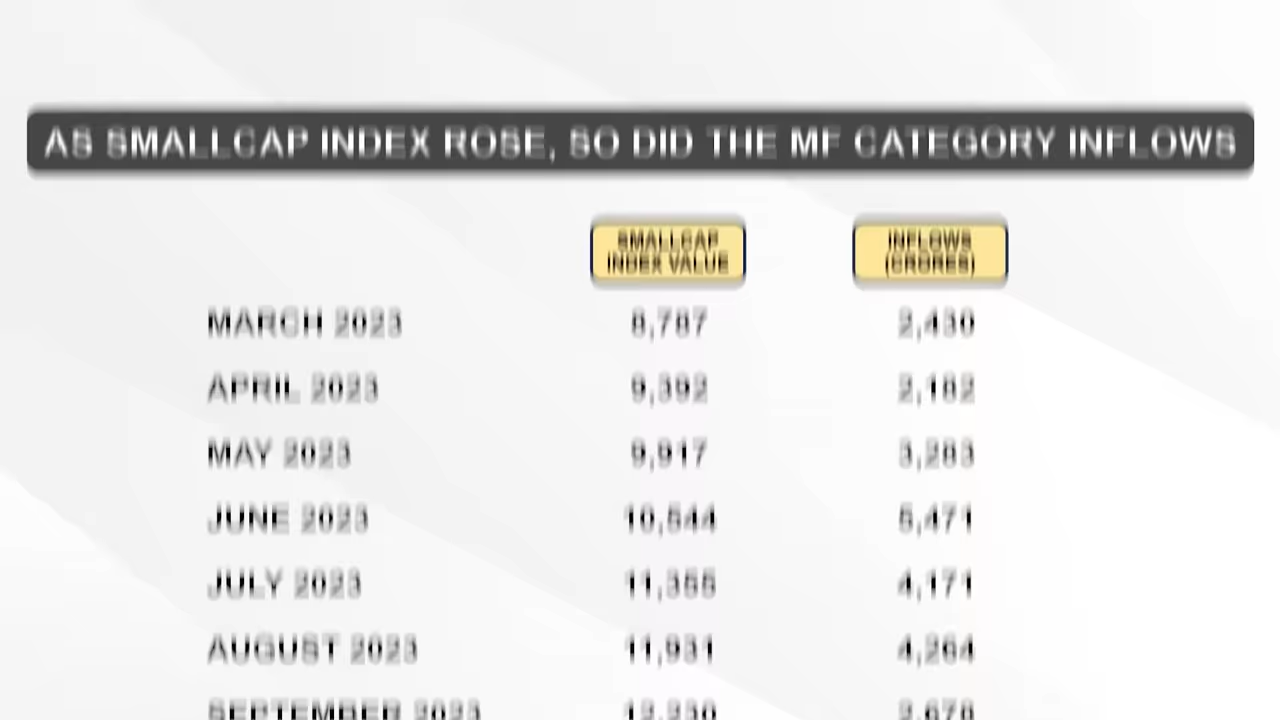 AS SMALLCAP INDEX ROSE, SO DID THE MF CATEGORY INFLOWS
SMALLCAP INDEX VALUE
INFLOWS (CRORES)
MARCH 2023 8,787 2,430
APRIL 2023 9,392 2,182
MAY 2023 9,917 3,283
JUNE 2023 10,544 5,471
JULY 2023 11,355 4,171
AUGUST 2023 11,931 4,264
SEPTEMBER 2023